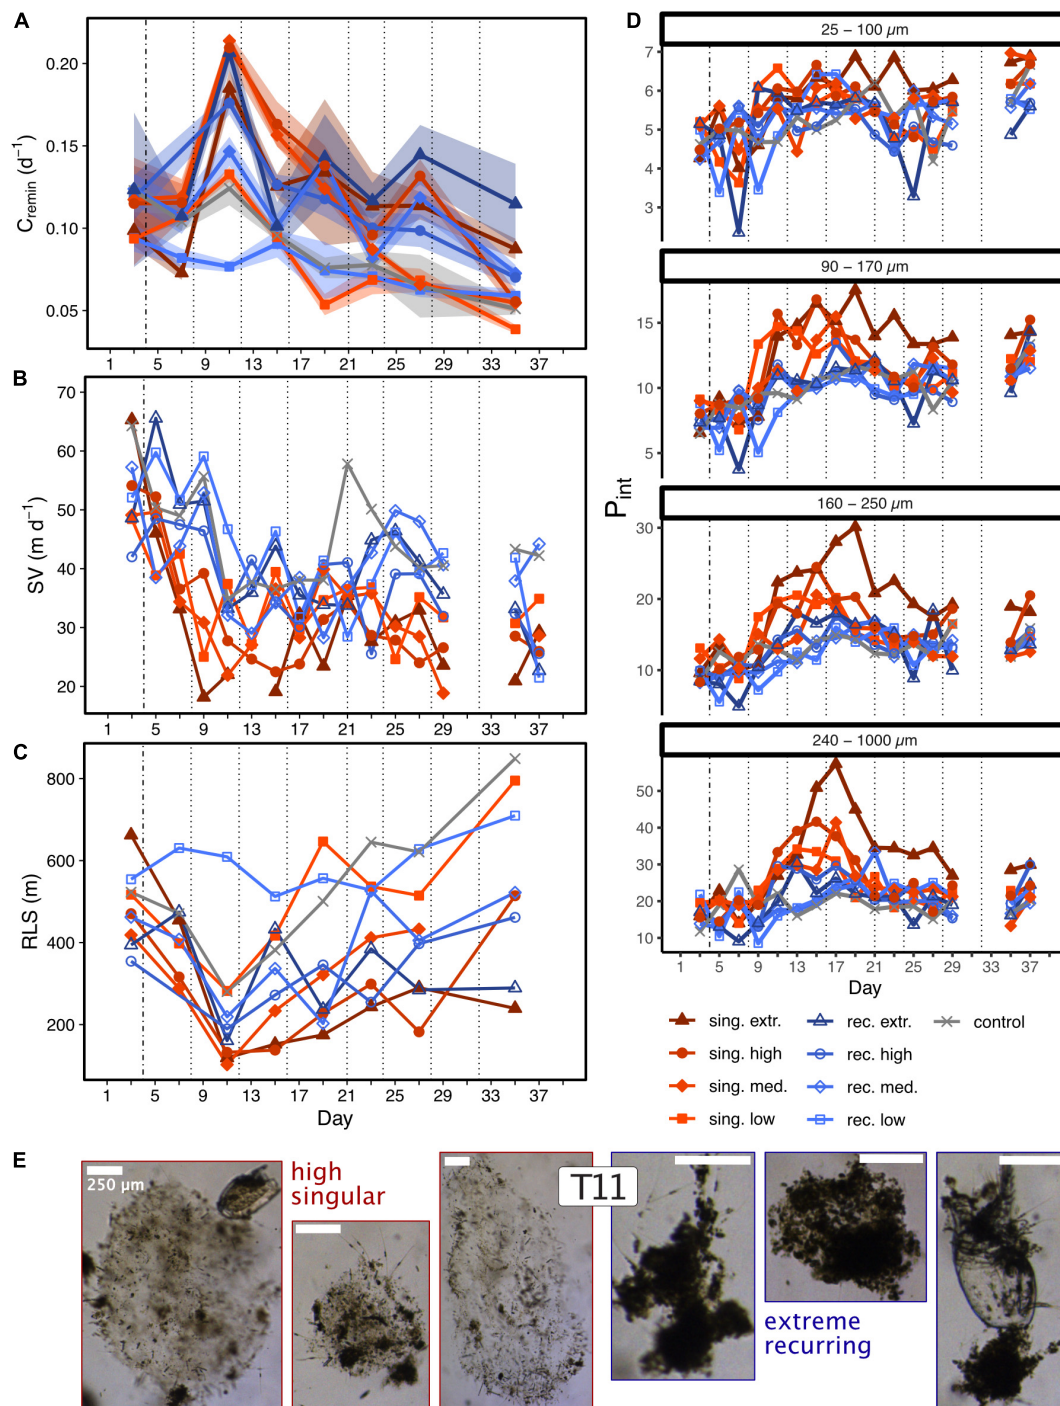 A
C_remin (d⁻¹)
0.20
0.15
0.10
0.05
1 5 9 13 17 21 25 29 33 37
B
SV (m d⁻¹)
70
60
50
40
30
20
1 5 9 13 17 21 25 29 33 37
C
RLS (m)
800
600
400
200
1 5 9 13 17 21 25 29 33 37
Day
D
P_int
25 – 100 µm
7
6
5
4
3
90 – 170 µm
15
10
5
160 – 250 µm
30
20
10
240 – 1000 µm
50
40
30
20
10
1 5 9 13 17 21 25 29 33 37
Day
sing. extr. rec. extr. control
sing. high rec. high
sing. med. rec. med.
sing. low rec. low
E
250 µm
high
singular
T11
extreme
recurring